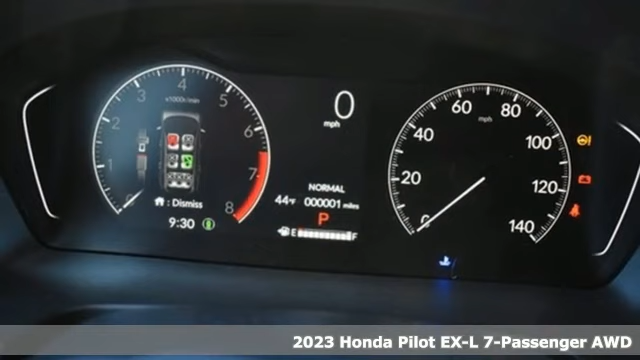 x1000r/min
1
2
3
4
5
6
7
8
: Dismiss
9:30
0
mph
NORMAL
44°F 000001 miles
P
E F
0
20
40
60
80
100
120
140
mph
2023 Honda Pilot EX-L 7-Passenger AWD